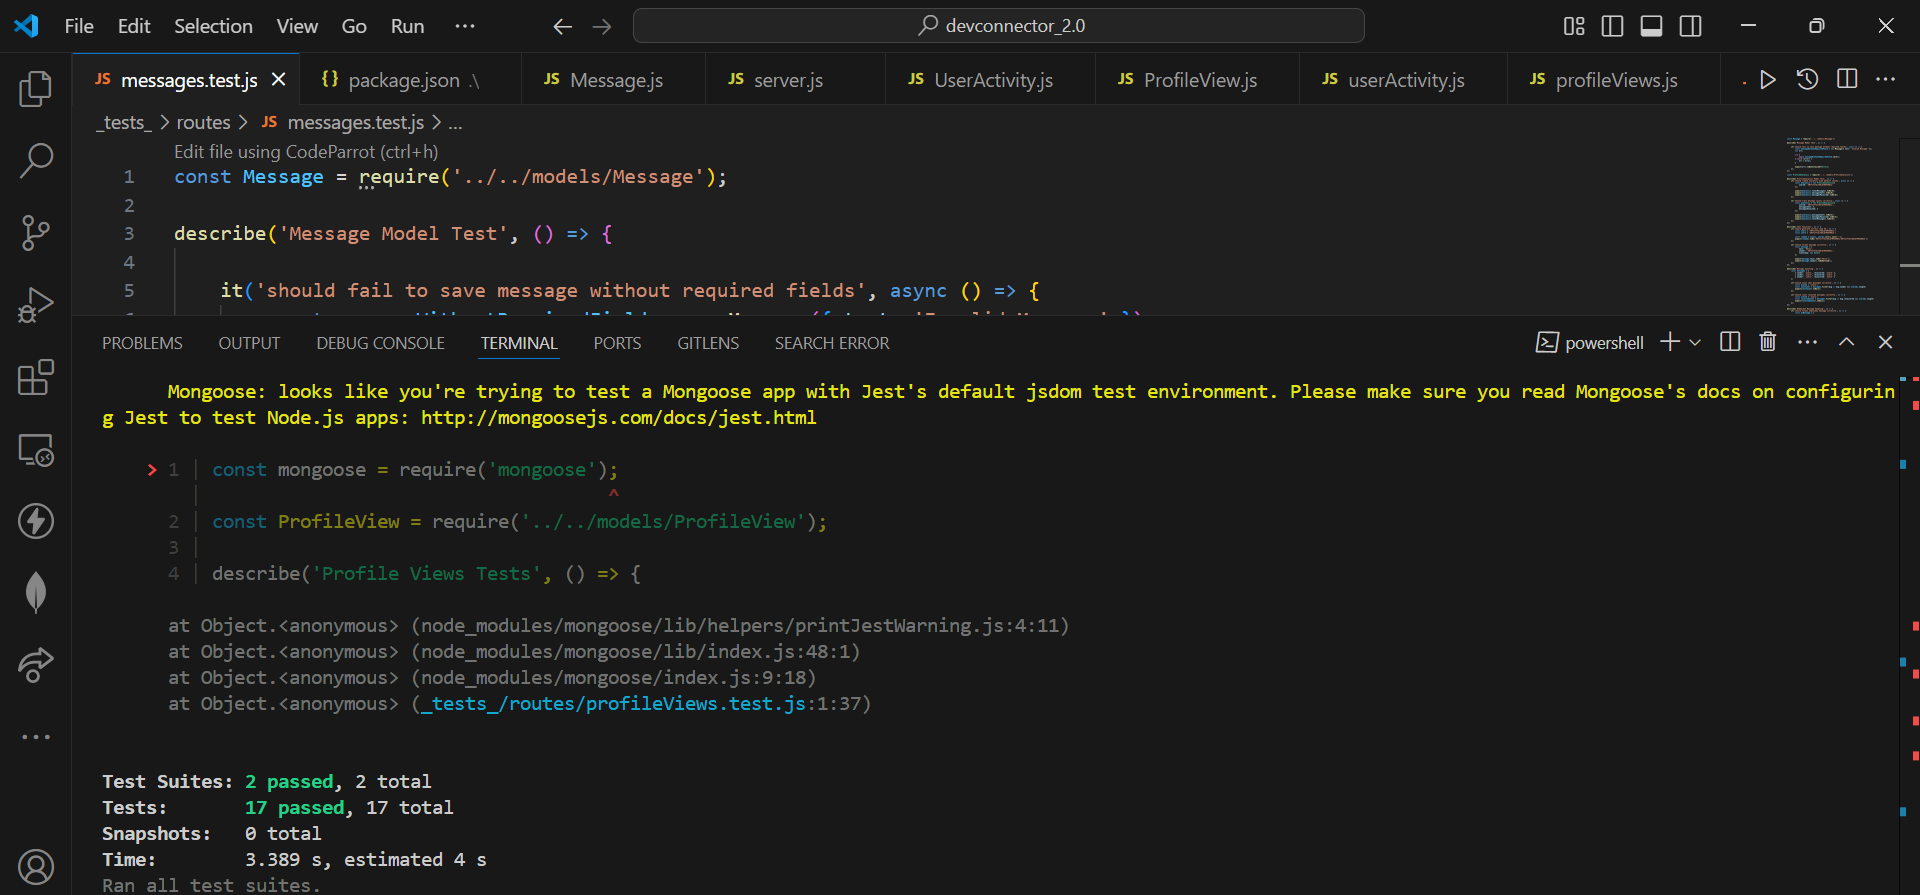 File Edit Selection View Go Run ··· devconnector_2.0
JS messages.test.js {} package.json .\ JS Message.js JS server.js JS UserActivity.js JS ProfileView.js JS userActivity.js JS profileViews.js
_tests_ > routes > JS messages.test.js > ...
Edit file using CodeParrot (ctrl+h)
1 const Message = require('../../models/Message');
2
3 describe('Message Model Test', () => {
4
5 it('should fail to save message without required fields', async () => {
PROBLEMS OUTPUT DEBUG CONSOLE TERMINAL PORTS GITLENS SEARCH ERROR powershell
Mongoose: looks like you're trying to test a Mongoose app with Jest's default jsdom test environment. Please make sure you read Mongoose's docs on configurin
g Jest to test Node.js apps: http://mongoosejs.com/docs/jest.html
> 1 | const mongoose = require('mongoose');
| ^
2 | const ProfileView = require('../../models/ProfileView');
3 |
4 | describe('Profile Views Tests', () => {
at Object.<anonymous> (node_modules/mongoose/lib/helpers/printJestWarning.js:4:11)
at Object.<anonymous> (node_modules/mongoose/lib/index.js:48:1)
at Object.<anonymous> (node_modules/mongoose/index.js:9:18)
at Object.<anonymous> (_tests_/routes/profileViews.test.js:1:37)
Test Suites: 2 passed, 2 total
Tests: 17 passed, 17 total
Snapshots: 0 total
Time: 3.389 s, estimated 4 s
Ran all test suites.